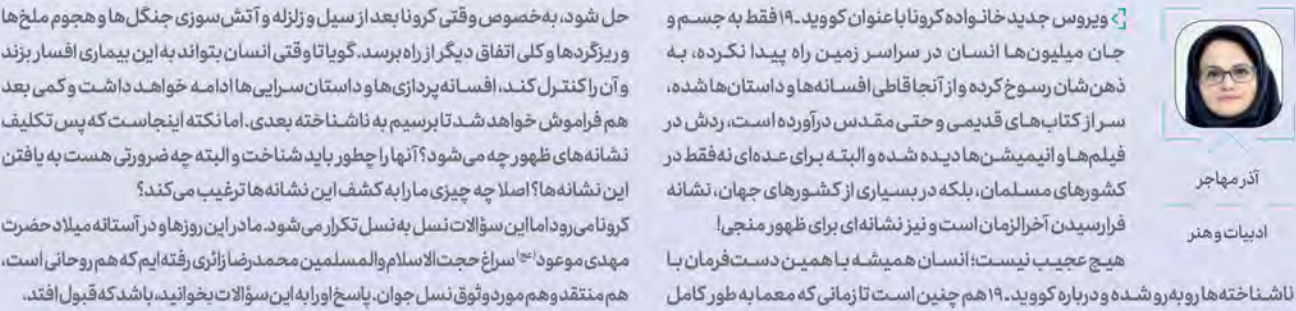 ویروس جدید خانواده کرونا با عنوان کووید۔۱۹ فقط به جسم و
جان میلیون‌ها انسان در سراسر زمین راه پیدا نکرده، به
ذهن‌شان رسوخ کرده و از آنجا قاطی افسانه‌ها و داستان‌ها شده،
سر از کتاب‌های قدیمی و حتی مقدس درآورده است، ردش در
فیلم‌ها و انیمیشن‌ها دیده شده و البته برای عده‌ای نه‌فقط در
کشورهای مسلمان، بلکه در بسیاری از کشورهای جهان، نشانه
فرارسیدن آخرالزمان است و نیز نشانه‌ای برای ظهور منجی!
هیچ عجیب نیست؛ انسان همیشه با همین دست‌فرمان با
ناشناخته‌ها روبه‌رو شده و درباره کووید۔۱۹ هم چنین است تا زمانی که معما به طور کامل
حل شود، به‌خصوص وقتی کرونا بعد از سیل و زلزله و آتش‌سوزی جنگل‌ها و هجوم ملخ‌ها
و ریزگردها و کلی اتفاق دیگر از راه برسد. گویا تا وقتی انسان بتواند به این بیماری افسار بزند
و آن را کنترل کند، افسانه‌پردازی‌ها و داستان‌سرایی‌ها ادامه خواهد داشت و کمی بعد
هم فراموش خواهد شد تا برسیم به ناشناخته بعدی. اما نکته اینجاست که پس تکلیف
نشانه‌های ظهور چه می‌شود؟ آنها را چطور باید شناخت و البته چه ضرورتی هست به یافتن
این نشانه‌ها؟ اصلا چه چیزی ما را به کشف این نشانه‌ها ترغیب می‌کند؟
کرونا می‌رود اما این سؤالات نسل به نسل تکرار می‌شود. ما در این روزها و در آستانه میلاد حضرت
مهدی موعود(عج) سراغ حجت‌الاسلام والمسلمین محمدرضا زائری رفته‌ایم که هم روحانی است،
هم منتقد و هم مورد وثوق نسل جوان. پاسخ او را به این سؤالات بخوانید، باشد که قبول افتد.
آذر مهاجر
ادبیات و هنر